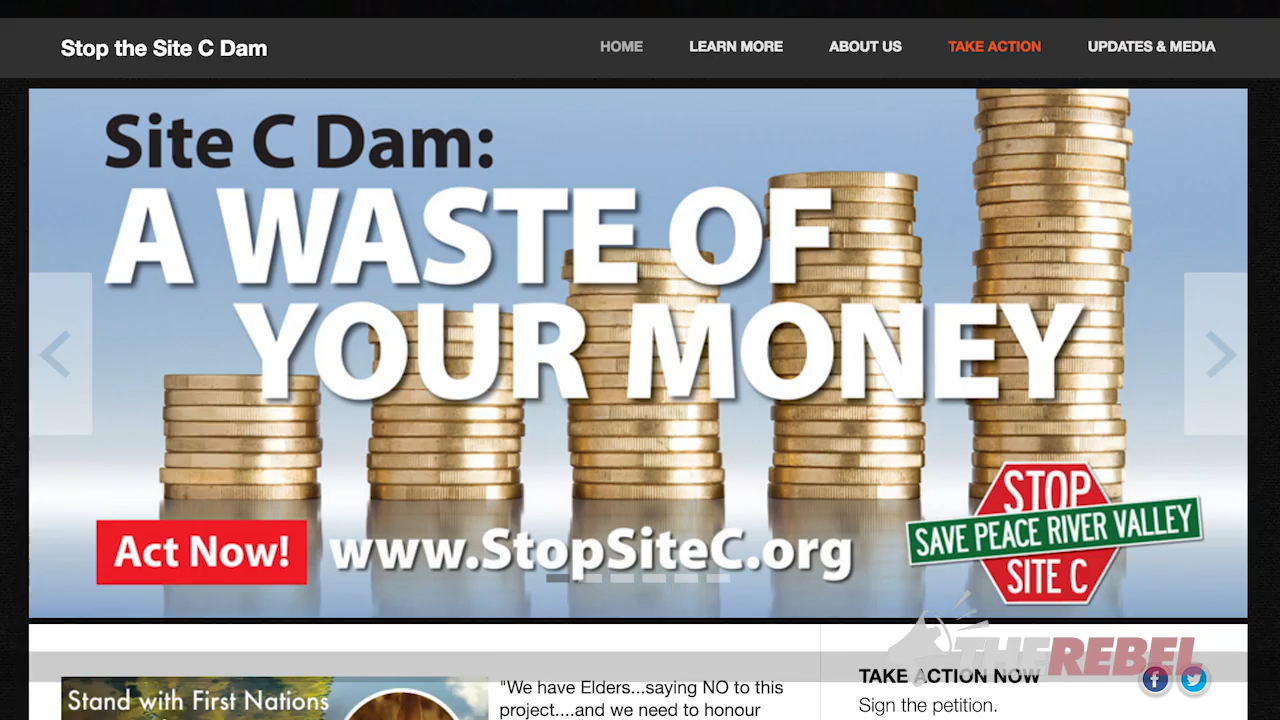 Stop the Site C Dam
HOME LEARN MORE ABOUT US TAKE ACTION UPDATES & MEDIA
Site C Dam:
A WASTE OF
YOUR MONEY
Act Now! www.StopSiteC.org
STOP
SAVE PEACE RIVER VALLEY
SITE C
THE REBEL
Stand with First Nations
"We have Elders...saying NO to this
project....and we need to honour
TAKE ACTION NOW
Sign the petition.